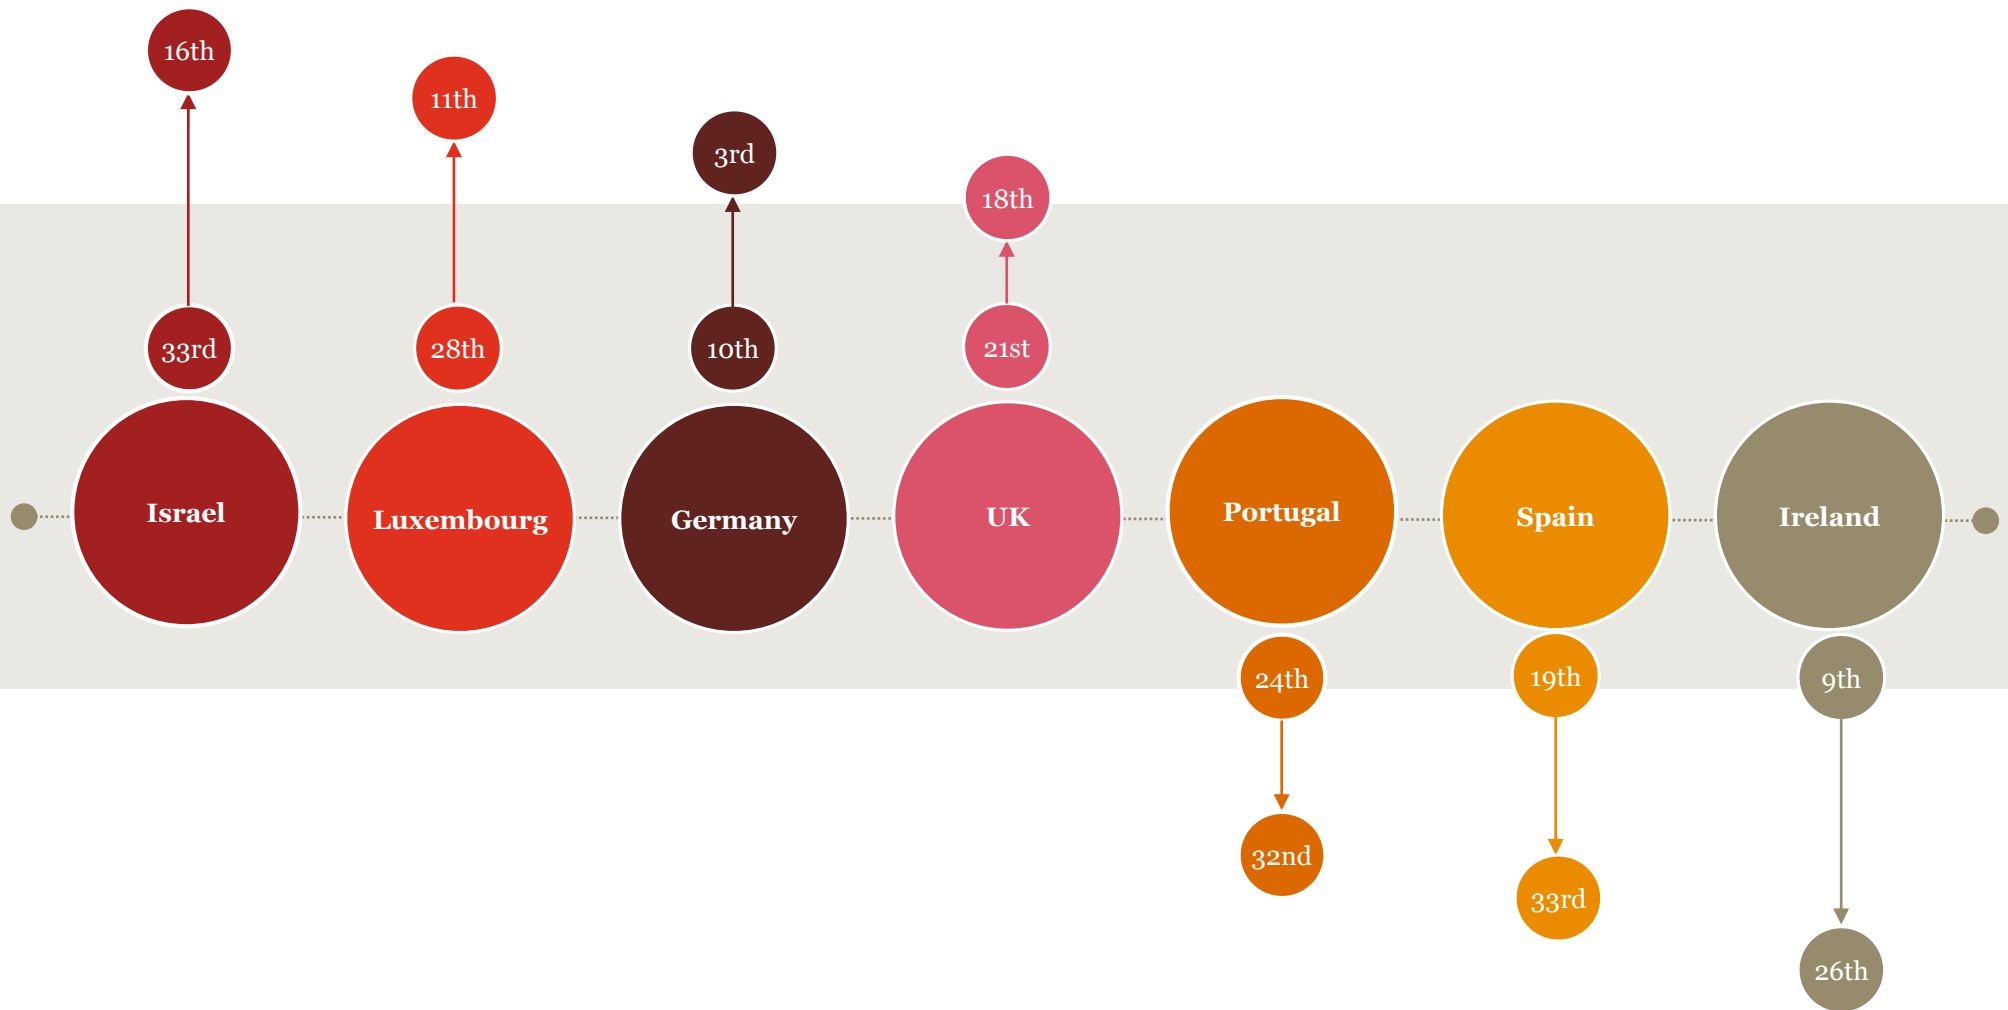 16th
11th
3rd
18th
33rd
28th
10th
21st
Israel
Luxembourg
Germany
UK
Portugal
Spain
Ireland
24th
19th
9th
32nd
33rd
26th